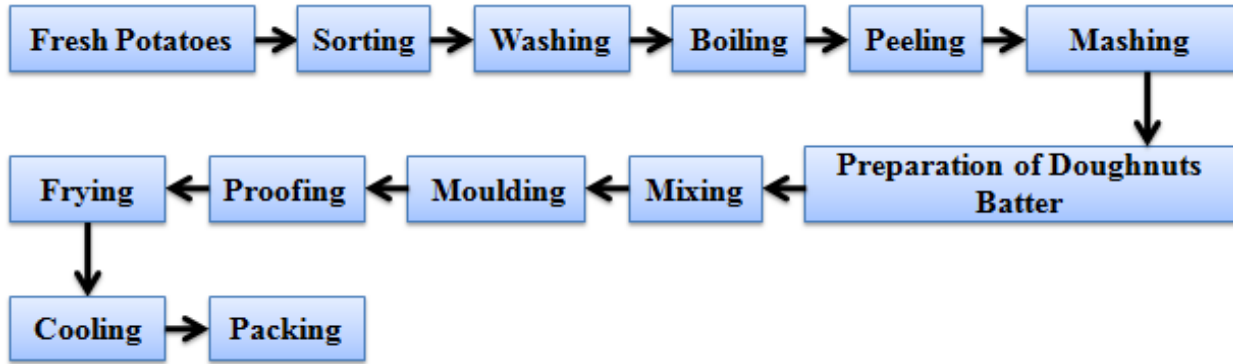 Fresh Potatoes
Sorting
Washing
Boiling
Peeling
Mashing
Preparation of Doughnuts
Batter
Mixing
Moulding
Proofing
Frying
Cooling
Packing